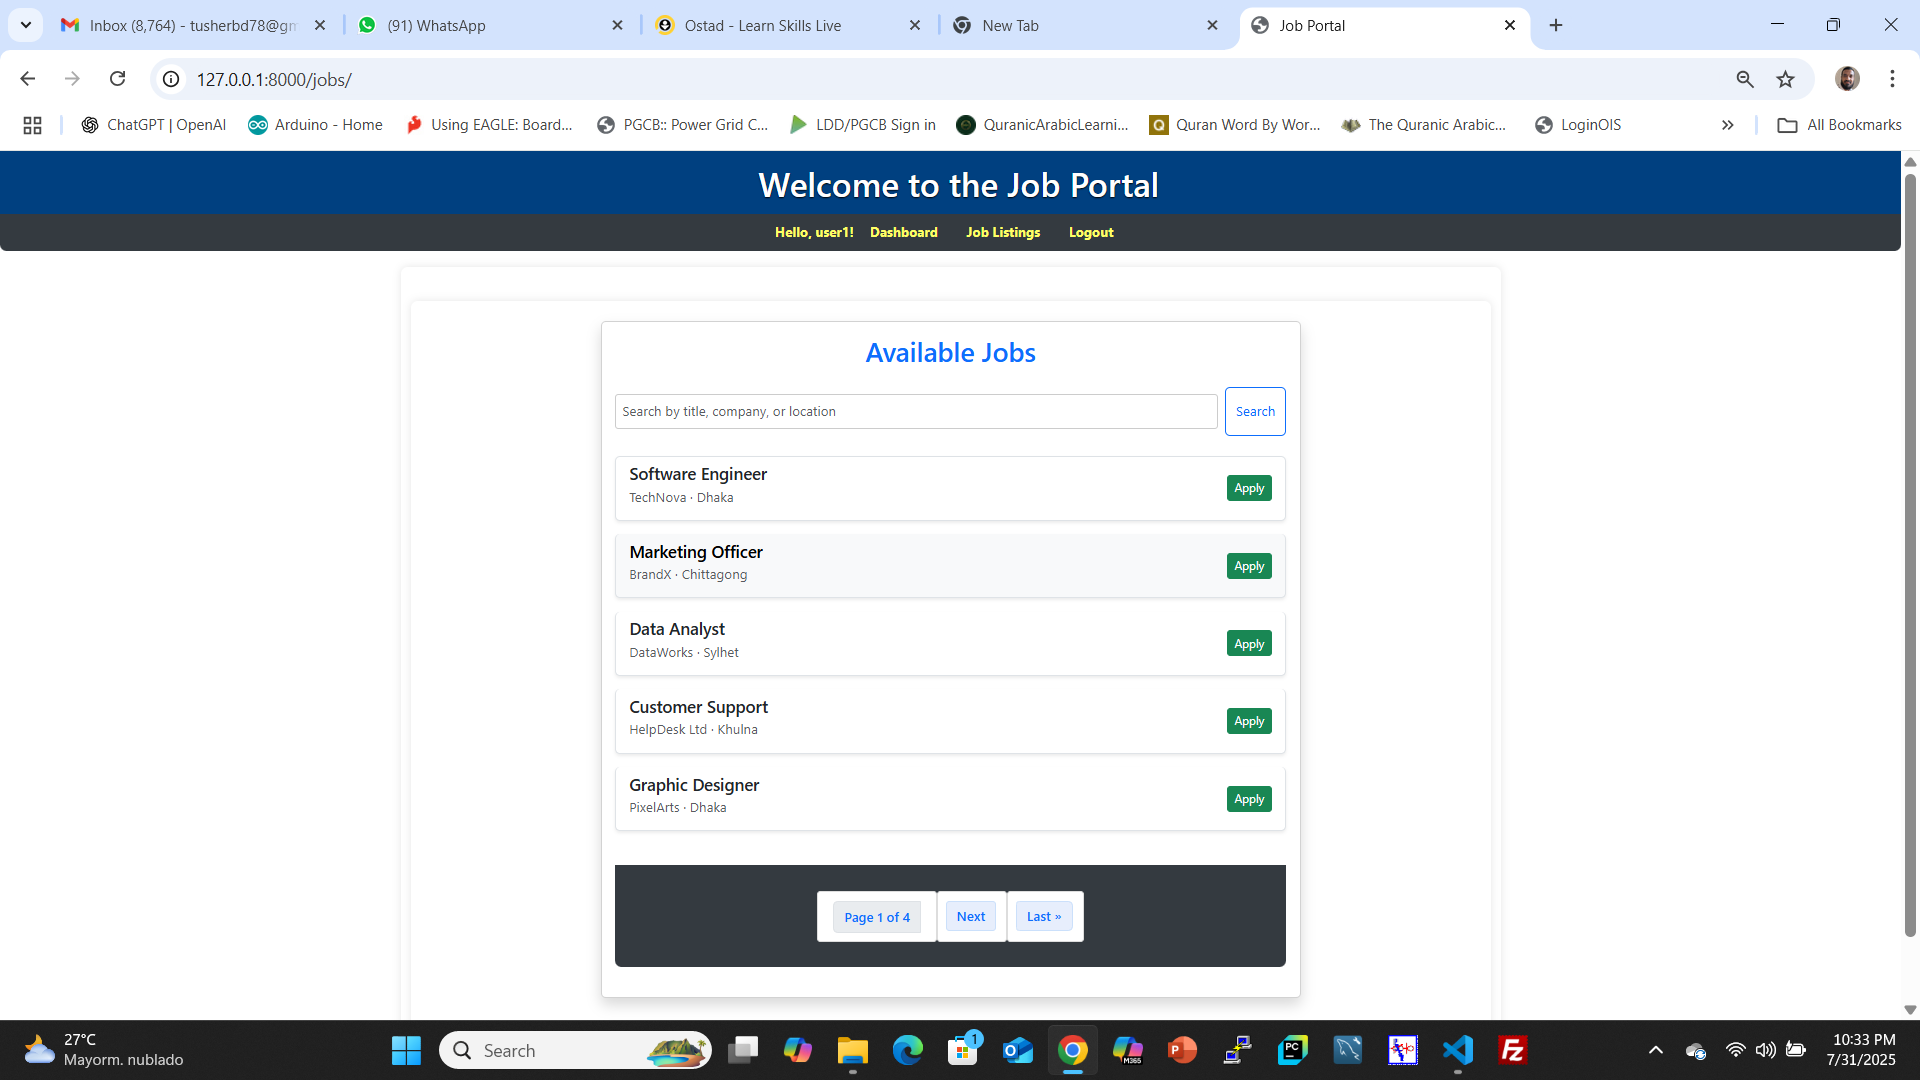 Inbox (8,764) - tusherbd78@gm
(91) WhatsApp
Ostad - Learn Skills Live
New Tab
Job Portal
127.0.0.1:8000/jobs/
ChatGPT | OpenAI
Arduino - Home
Using EAGLE: Board...
PGCB:: Power Grid C...
LDD/PGCB Sign in
QuranicArabicLearni...
Quran Word By Wor...
The Quranic Arabic...
LoginOIS
All Bookmarks
Welcome to the Job Portal
Hello, user1! Dashboard Job Listings Logout
Available Jobs
Search by title, company, or location
Search
Software Engineer
TechNova · Dhaka
Apply
Marketing Officer
BrandX · Chittagong
Apply
Data Analyst
DataWorks · Sylhet
Apply
Customer Support
HelpDesk Ltd · Khulna
Apply
Graphic Designer
PixelArts · Dhaka
Apply
Page 1 of 4 Next Last »
27°C
Mayorm. nublado
Search
1
M365
PC
10:33 PM
7/31/2025